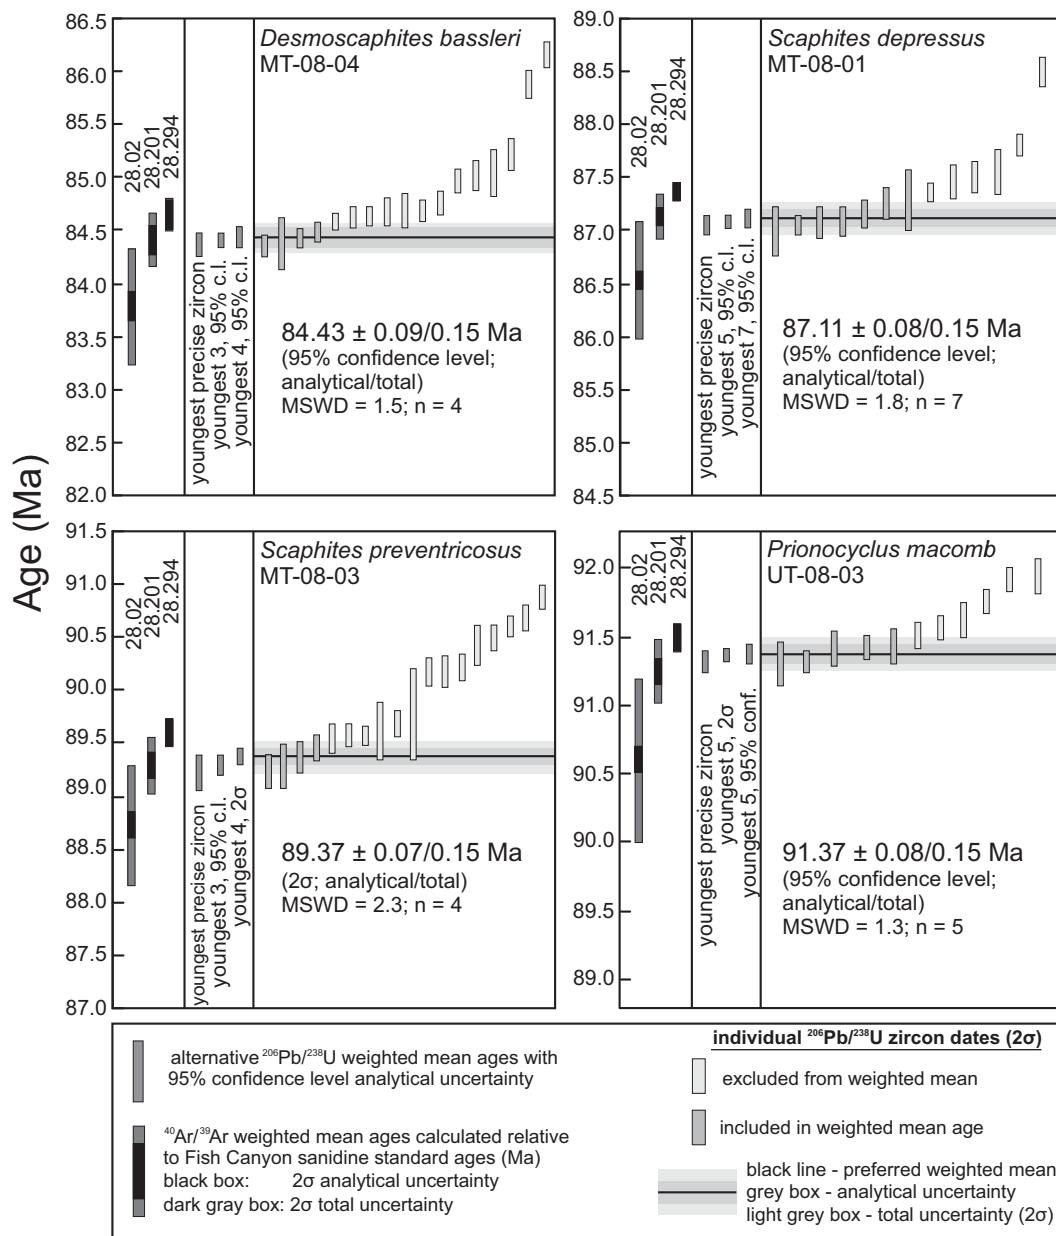 Age (Ma)
86.5
86.0
85.5
85.0
84.5
84.0
83.5
83.0
82.5
82.0
28.02
28.201
28.294
youngest precise zircon
youngest 3, 95% c.l.
youngest 4, 95% c.l.
Desmoscaphites bassleri
MT-08-04
84.43 ± 0.09/0.15 Ma
(95% confidence level;
analytical/total)
MSWD = 1.5; n = 4
89.0
88.5
88.0
87.5
87.0
86.5
86.0
85.5
85.0
84.5
28.02
28.201
28.294
youngest precise zircon
youngest 5, 95% c.l.
youngest 7, 95% c.l.
Scaphites depressus
MT-08-01
87.11 ± 0.08/0.15 Ma
(95% confidence level;
analytical/total)
MSWD = 1.8; n = 7
91.5
91.0
90.5
90.0
89.5
89.0
88.5
88.0
87.5
87.0
28.02
28.201
28.294
youngest precise zircon
youngest 3, 95% c.l.
youngest 4, 2σ
Scaphites preventricosus
MT-08-03
89.37 ± 0.07/0.15 Ma
(2σ; analytical/total)
MSWD = 2.3; n = 4
92.0
91.5
91.0
90.5
90.0
89.5
89.0
28.02
28.201
28.294
youngest precise zircon
youngest 5, 2σ
youngest 5, 95% conf.
Prionocyclus macomb
UT-08-03
91.37 ± 0.08/0.15 Ma
(95% confidence level;
analytical/total)
MSWD = 1.3; n = 5
alternative ²⁰⁶Pb/²³⁸U weighted mean ages with
95% confidence level analytical uncertainty
⁴⁰Ar/³⁹Ar weighted mean ages calculated relative
to Fish Canyon sanidine standard ages (Ma)
black box: 2σ analytical uncertainty
dark gray box: 2σ total uncertainty
individual ²⁰⁶Pb/²³⁸U zircon dates (2σ)
excluded from weighted mean
included in weighted mean age
black line - preferred weighted mean
grey box - analytical uncertainty
light grey box - total uncertainty (2σ)